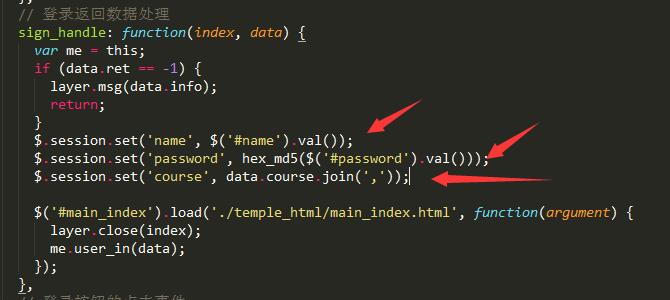 // 登录返回数据处理
sign_handle: function(index, data) {
var me = this;
if (data.ret == -1) {
layer.msg(data.info);
return;
}
$.session.set('name', $('#name').val());
$.session.set('password', hex_md5($('#password').val()));
$.session.set('course', data.course.join(','));
$('#main_index').load('./temple_html/main_index.html', function(argument) {
layer.close(index);
me.user_in(data);
});
},